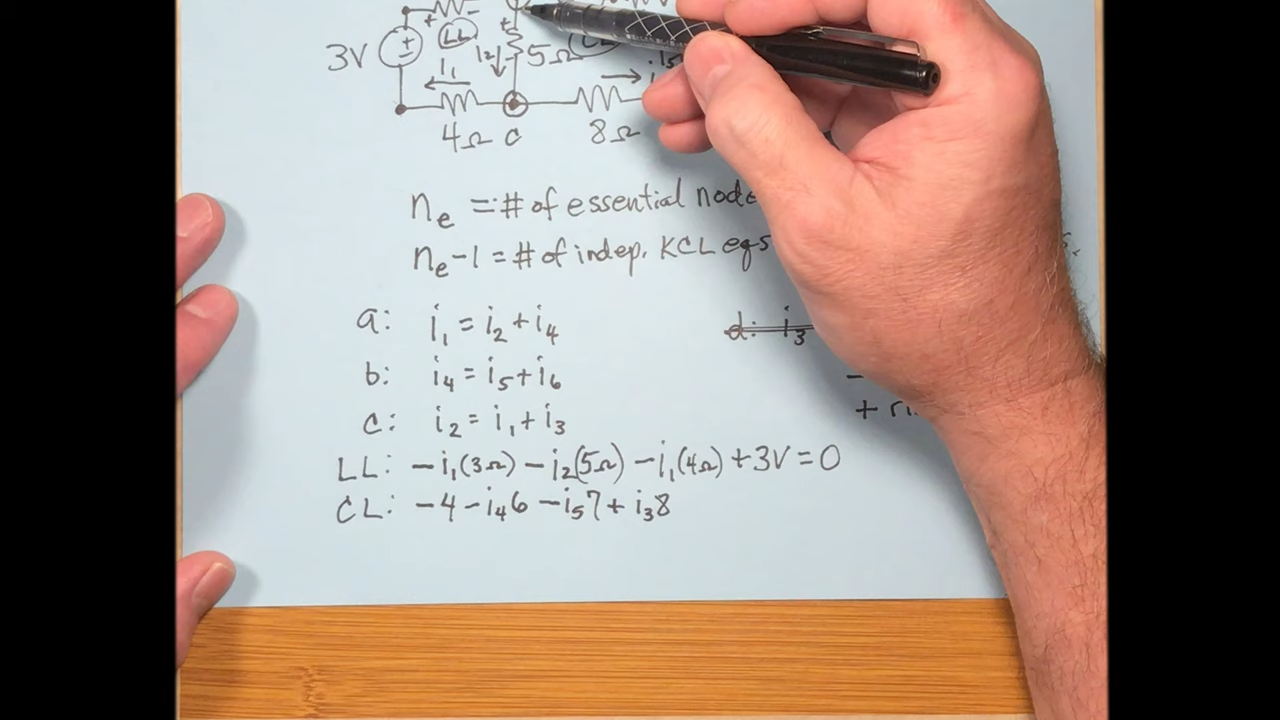 LL
3V
i₁
i₂
5Ω
i₅
4Ω
c
8Ω
nₑ = # of essential node
nₑ-1 = # of indep. KCL eqs
a: i₁ = i₂ + i₄
d: i₃
b: i₄ = i₅ + i₆
c: i₂ = i₁ + i₃
LL: -i₁(3Ω) - i₂(5Ω) - i₁(4Ω) + 3V = 0
CL: -4 - i₄6 - i₅7 + i₃8